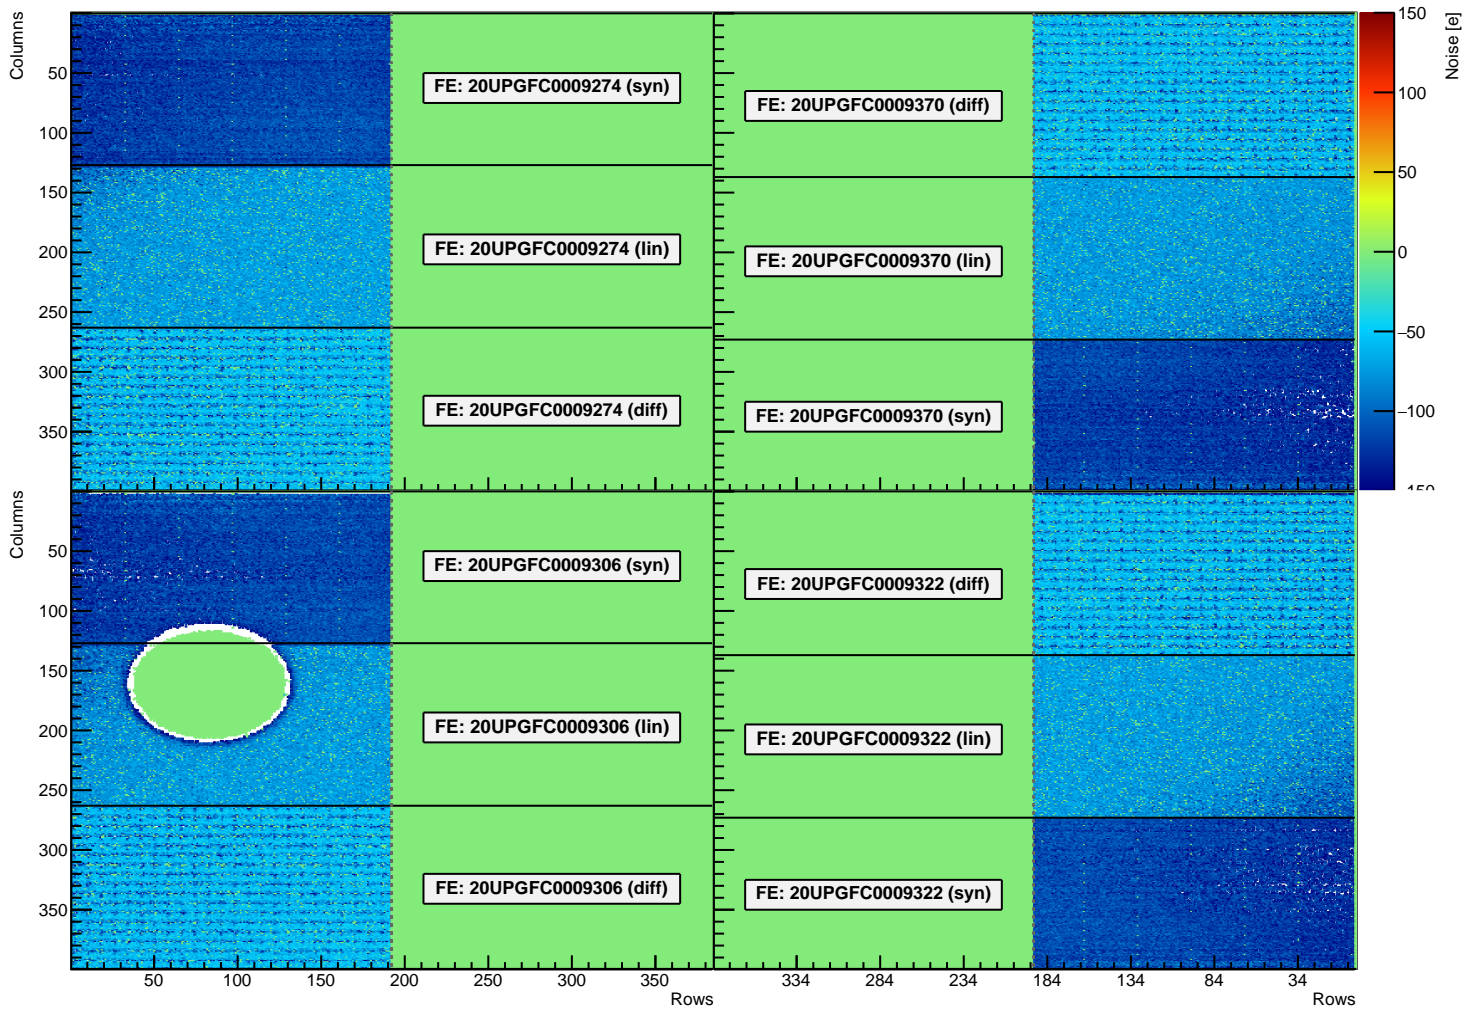 Columns
50
100
150
200
250
300
350
FE: 20UPGFC0009274 (syn)
FE: 20UPGFC0009274 (lin)
FE: 20UPGFC0009274 (diff)
FE: 20UPGFC0009370 (diff)
FE: 20UPGFC0009370 (lin)
FE: 20UPGFC0009370 (syn)
150
100
50
0
−50
−100
−150
Noise [e]
Columns
50
100
150
200
250
300
350
FE: 20UPGFC0009306 (syn)
FE: 20UPGFC0009306 (lin)
FE: 20UPGFC0009306 (diff)
FE: 20UPGFC0009322 (diff)
FE: 20UPGFC0009322 (lin)
FE: 20UPGFC0009322 (syn)
50 100 150 200 250 300 350
Rows
334 284 234 184 134 84 34
Rows